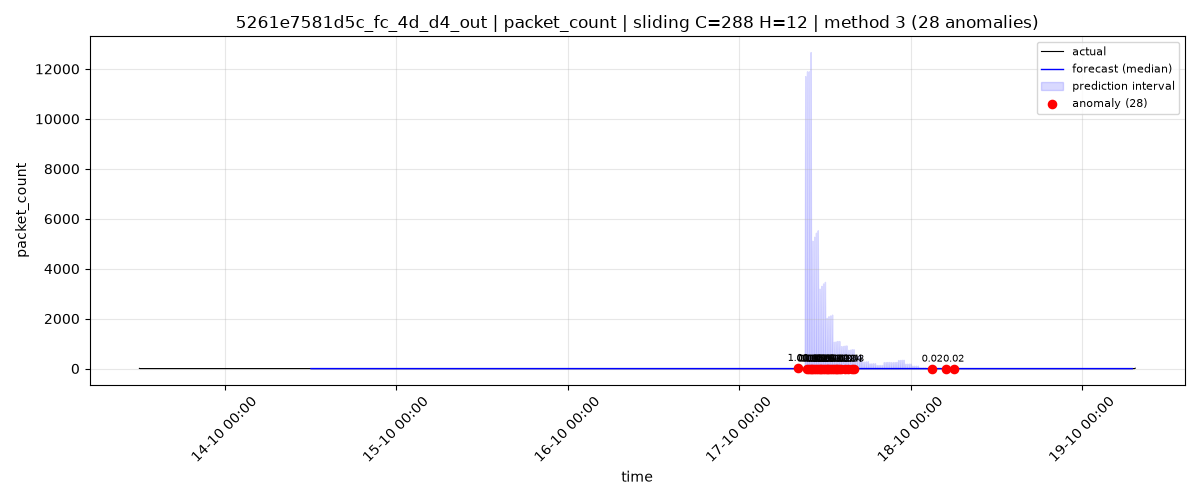 5261e7581d5c_fc_4d_d4_out | packet_count | sliding C=288 H=12 | method 3 (28 anomalies)
actual
forecast (median)
prediction interval
anomaly (28)
packet_count
12000
10000
8000
6000
4000
2000
0
0.02
0.02
14-10 00:00
15-10 00:00
16-10 00:00
17-10 00:00
18-10 00:00
19-10 00:00
time